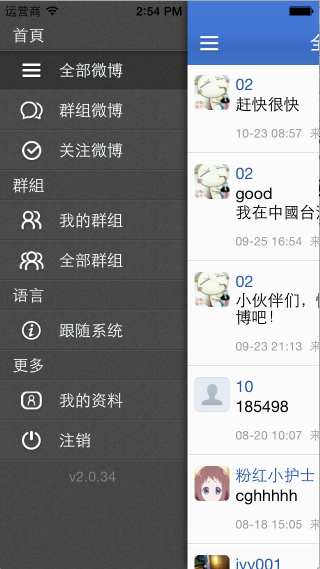 运营商 2:54 PM
首頁
全部微博
群组微博
关注微博
群組
我的群组
全部群组
语言
跟随系统
更多
我的资料
注销
v2.0.34
02
赶快很快
10-23 08:57 来
02
good
我在中國台
09-25 16:54 来
02
小伙伴们,
博吧!
09-23 21:13 来
10
185498
08-20 10:07 来
粉红小护士
cghhhhh
08-18 15:05 来
ivy001